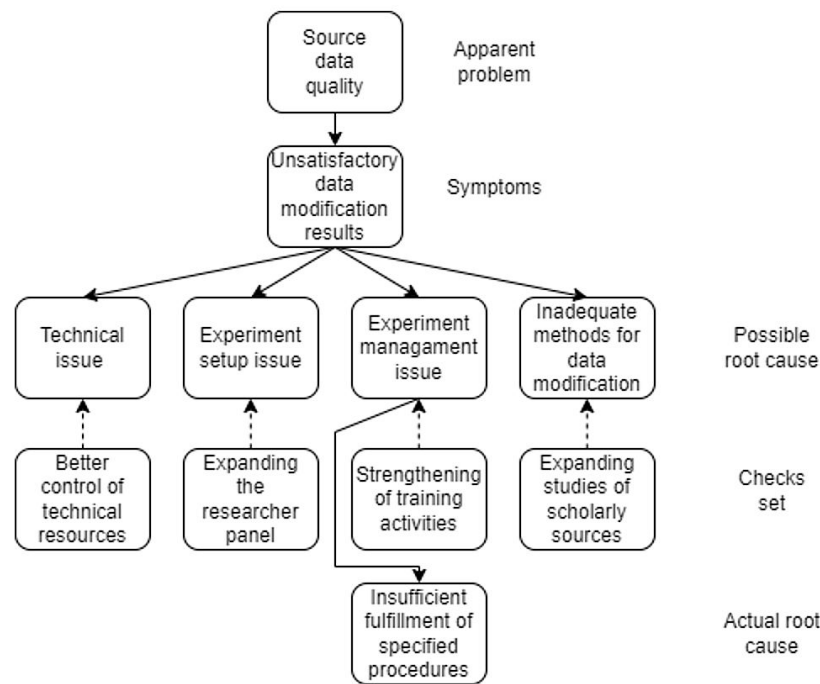 Source
data
quality
Apparent
problem
Unsatisfactory
data
modification
results
Symptoms
Technical
issue
Experiment
setup issue
Experiment
managament
issue
Inadequate
methods for
data
modification
Possible
root cause
Better
control of
technical
resources
Expanding
the
researcher
panel
Strengthening
of training
activities
Expanding
studies of
scholarly
sources
Checks
set
Insufficient
fulfillment of
specified
procedures
Actual root
cause